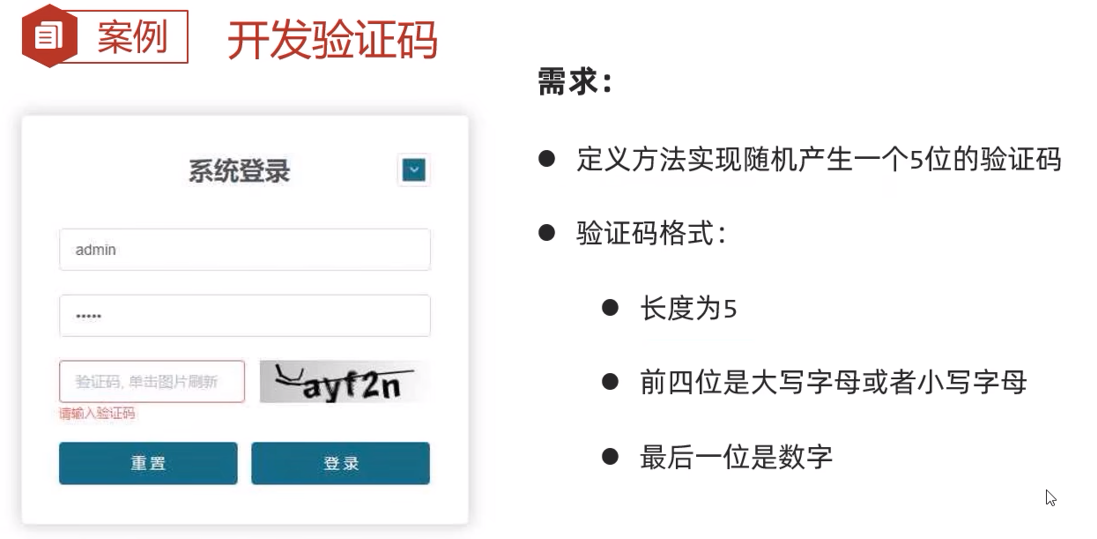 案例
开发验证码
系统登录
admin
•••••
验证码, 单击图片刷新
ayf2n
请输入验证码
重置
登录
需求：
● 定义方法实现随机产生一个5位的验证码
● 验证码格式：
● 长度为5
● 前四位是大写字母或者小写字母
● 最后一位是数字